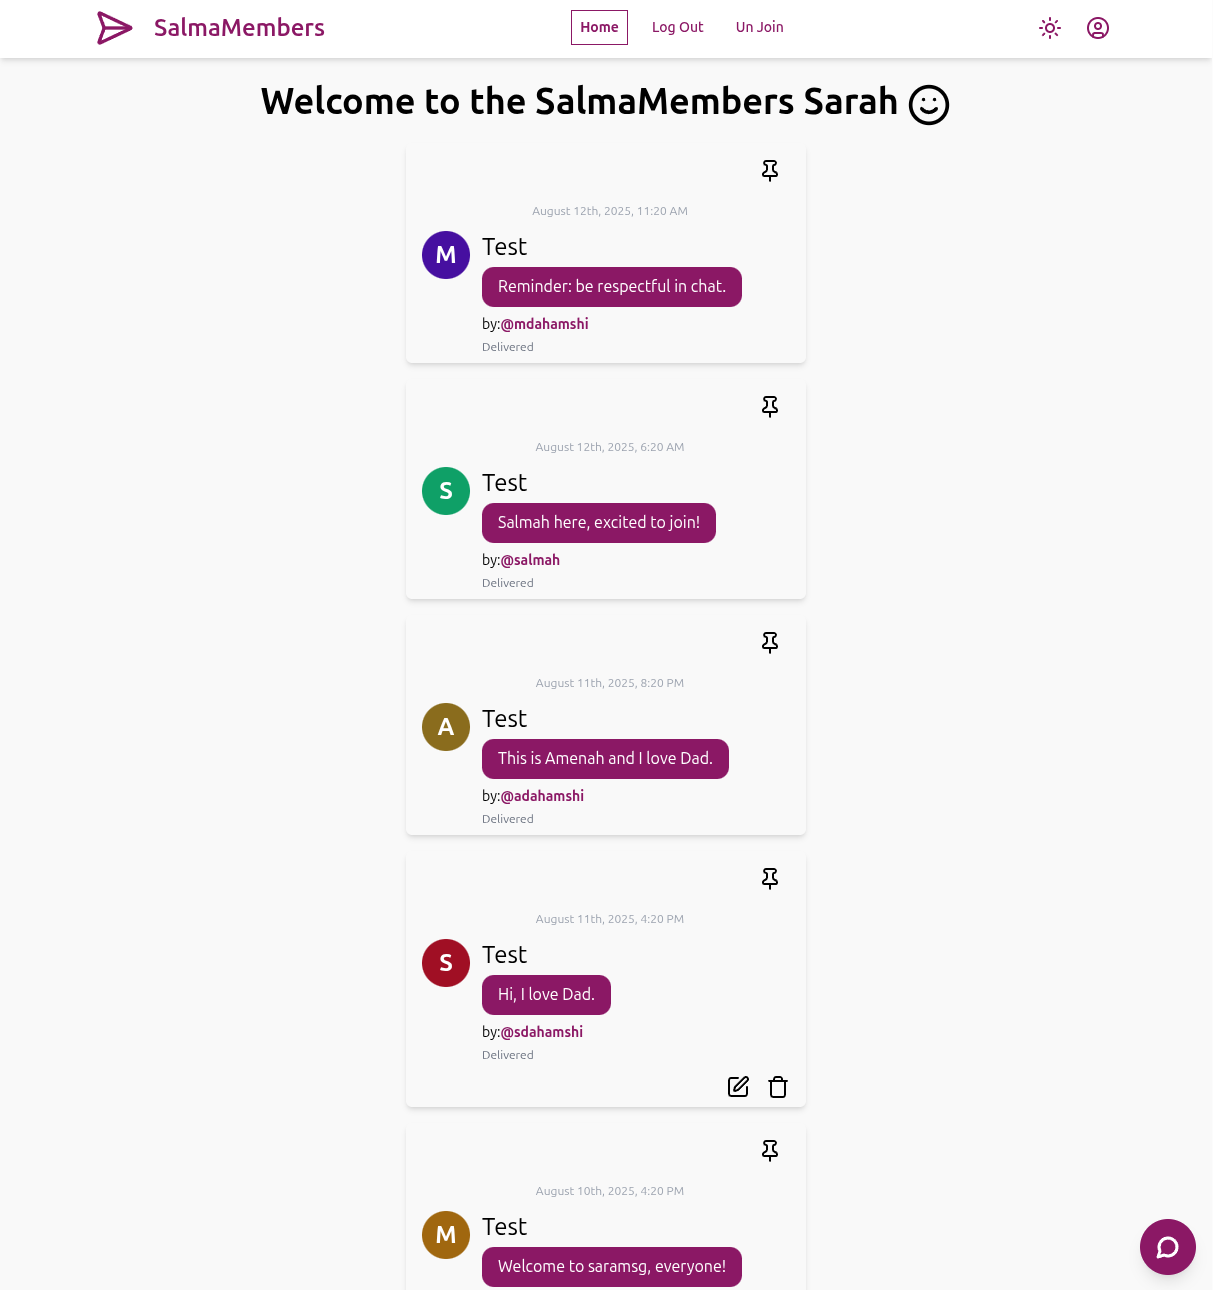 SalmaMembers
Home
Log Out
Un Join
Welcome to the SalmaMembers Sarah
August 12th, 2025, 11:20 AM
M
Test
Reminder: be respectful in chat.
by:@mdahamshi
Delivered
August 12th, 2025, 6:20 AM
S
Test
Salmah here, excited to join!
by:@salmah
Delivered
August 11th, 2025, 8:20 PM
A
Test
This is Amenah and I love Dad.
by:@adahamshi
Delivered
August 11th, 2025, 4:20 PM
S
Test
Hi, I love Dad.
by:@sdahamshi
Delivered
August 10th, 2025, 4:20 PM
M
Test
Welcome to saramsg, everyone!